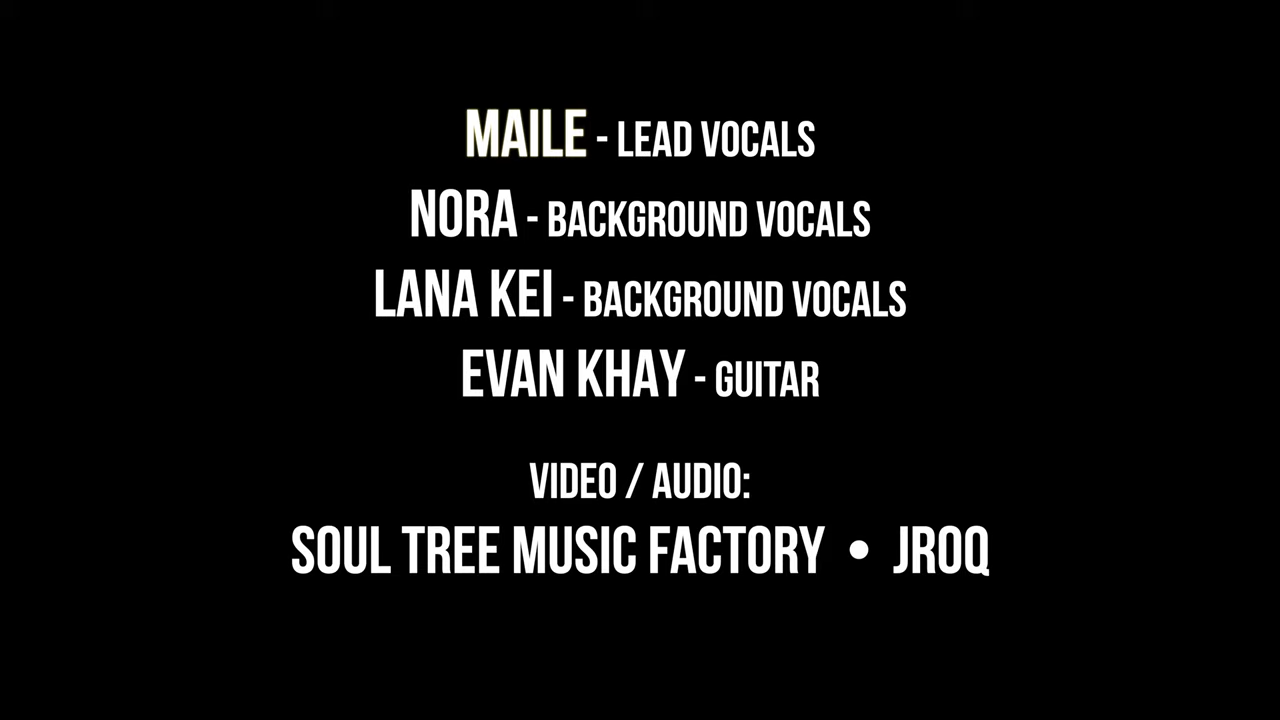 MAILE - LEAD VOCALS
NORA - BACKGROUND VOCALS
LANA KEI - BACKGROUND VOCALS
EVAN KHAY - GUITAR
VIDEO / AUDIO:
SOUL TREE MUSIC FACTORY • JROQ